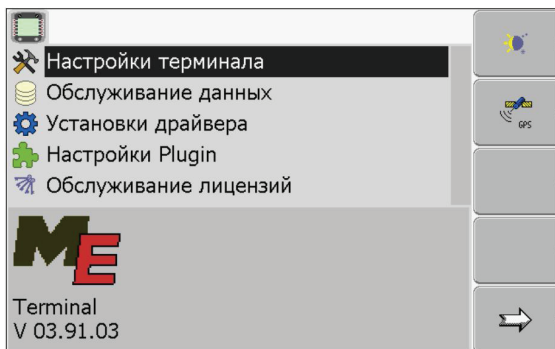 Настройки терминала
Обслуживание данных
Установки драйвера
GPS
Настройки Plugin
Обслуживание лицензий
ME
Terminal
V 03.91.03